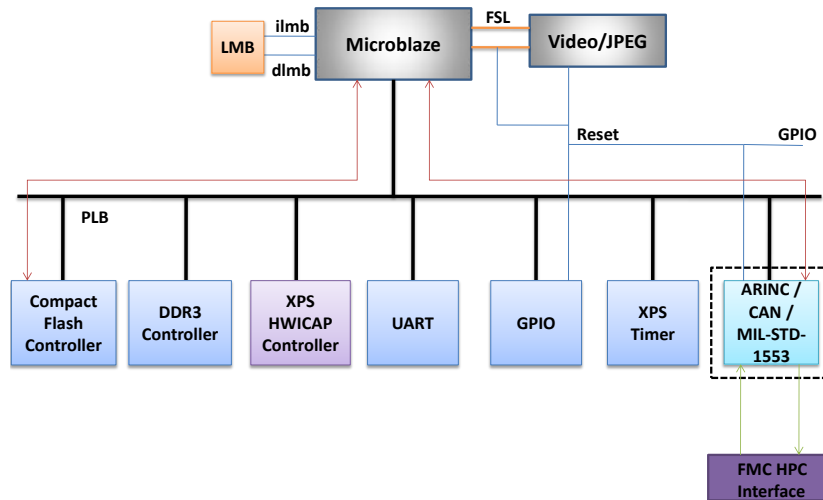 LMB
ilmb
dlmb
Microblaze
FSL
Video/JPEG
Reset
GPIO
PLB
Compact
Flash
Controller
DDR3
Controller
XPS
HWICAP
Controller
UART
GPIO
XPS
Timer
ARINC /
CAN /
MIL-STD-
1553
FMC HPC
Interface